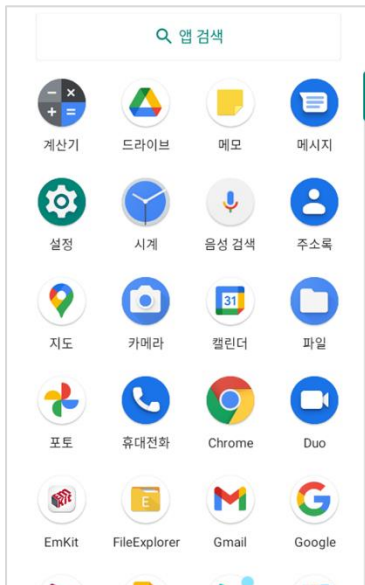 앱 검색
계산기 드라이브 메모 메시지
설정 시계 음성 검색 주소록
31
지도 카메라 캘린더 파일
포토 휴대전화 Chrome Duo
E
EmKit FileExplorer Gmail Google